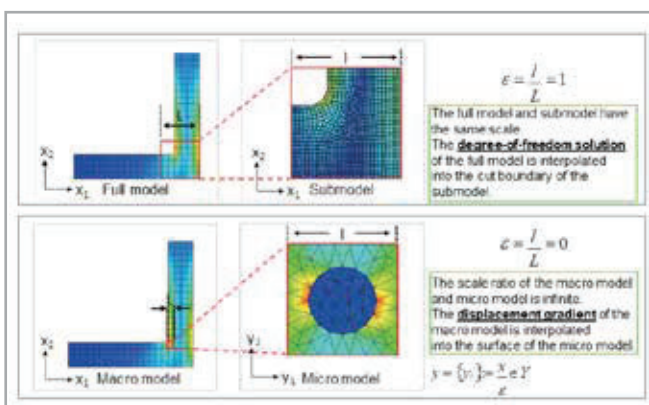 l
x₂
x₁ Full model
x₂
x₁ Submodel
ε = l/L = 1
The full model and submodel have
the same scale
The degree-of-freedom solution
of the full model is interpolated
into the cut boundary of the
submodel.
l
x₂
x₁ Macro model
y₁ Micro model
ε = l/L = 0
The scale ratio of the macro model
and micro model is infinite.
The displacement gradient of the
macro model is interpolated
into the surface of the micro model
y = {yᵢ} = x/ε ∈ Y